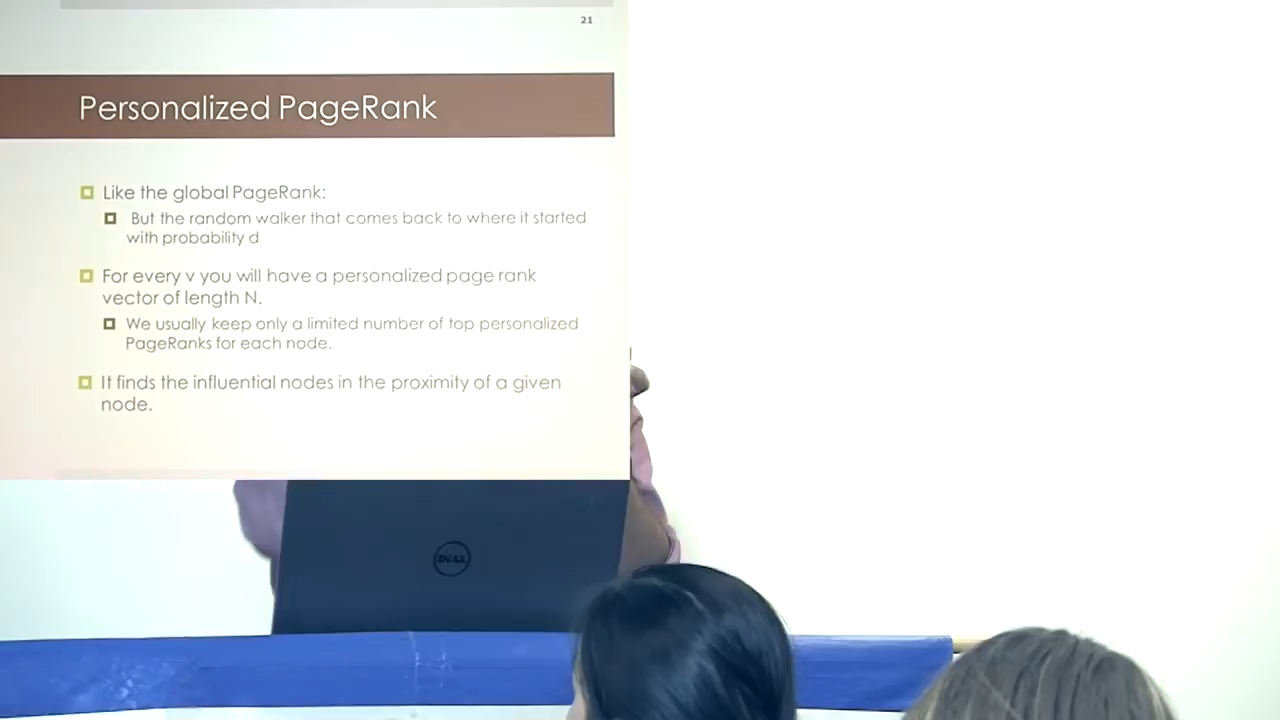 21
Personalized PageRank
Like the global PageRank:
But the random walker that comes back to where it started
with probability d
For every v you will have a personalized page rank
vector of length N.
We usually keep only a limited number of top personalized
PageRanks for each node.
It finds the influential nodes in the proximity of a given
node.
DELL